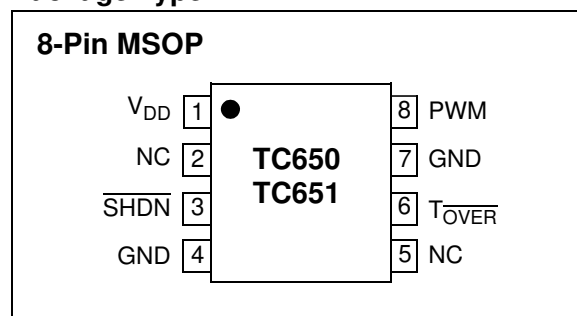 8-Pin MSOP
VDD 1 8 PWM
NC 2 TC650 7 GND
SHDN 3 TC651 6 TOVER
GND 4 5 NC